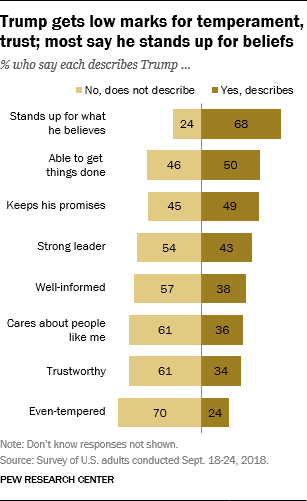 Trump gets low marks for temperament,
trust; most say he stands up for beliefs
% who say each describes Trump ...
No, does not describe Yes, describes
Stands up for what
he believes
24 68
Able to get
things done
46 50
Keeps his promises 45 49
Strong leader 54 43
Well-informed 57 38
Cares about people
like me
61 36
Trustworthy 61 34
Even-tempered 70 24
Note: Don't know responses not shown.
Source: Survey of U.S. adults conducted Sept. 18-24, 2018.
PEW RESEARCH CENTER